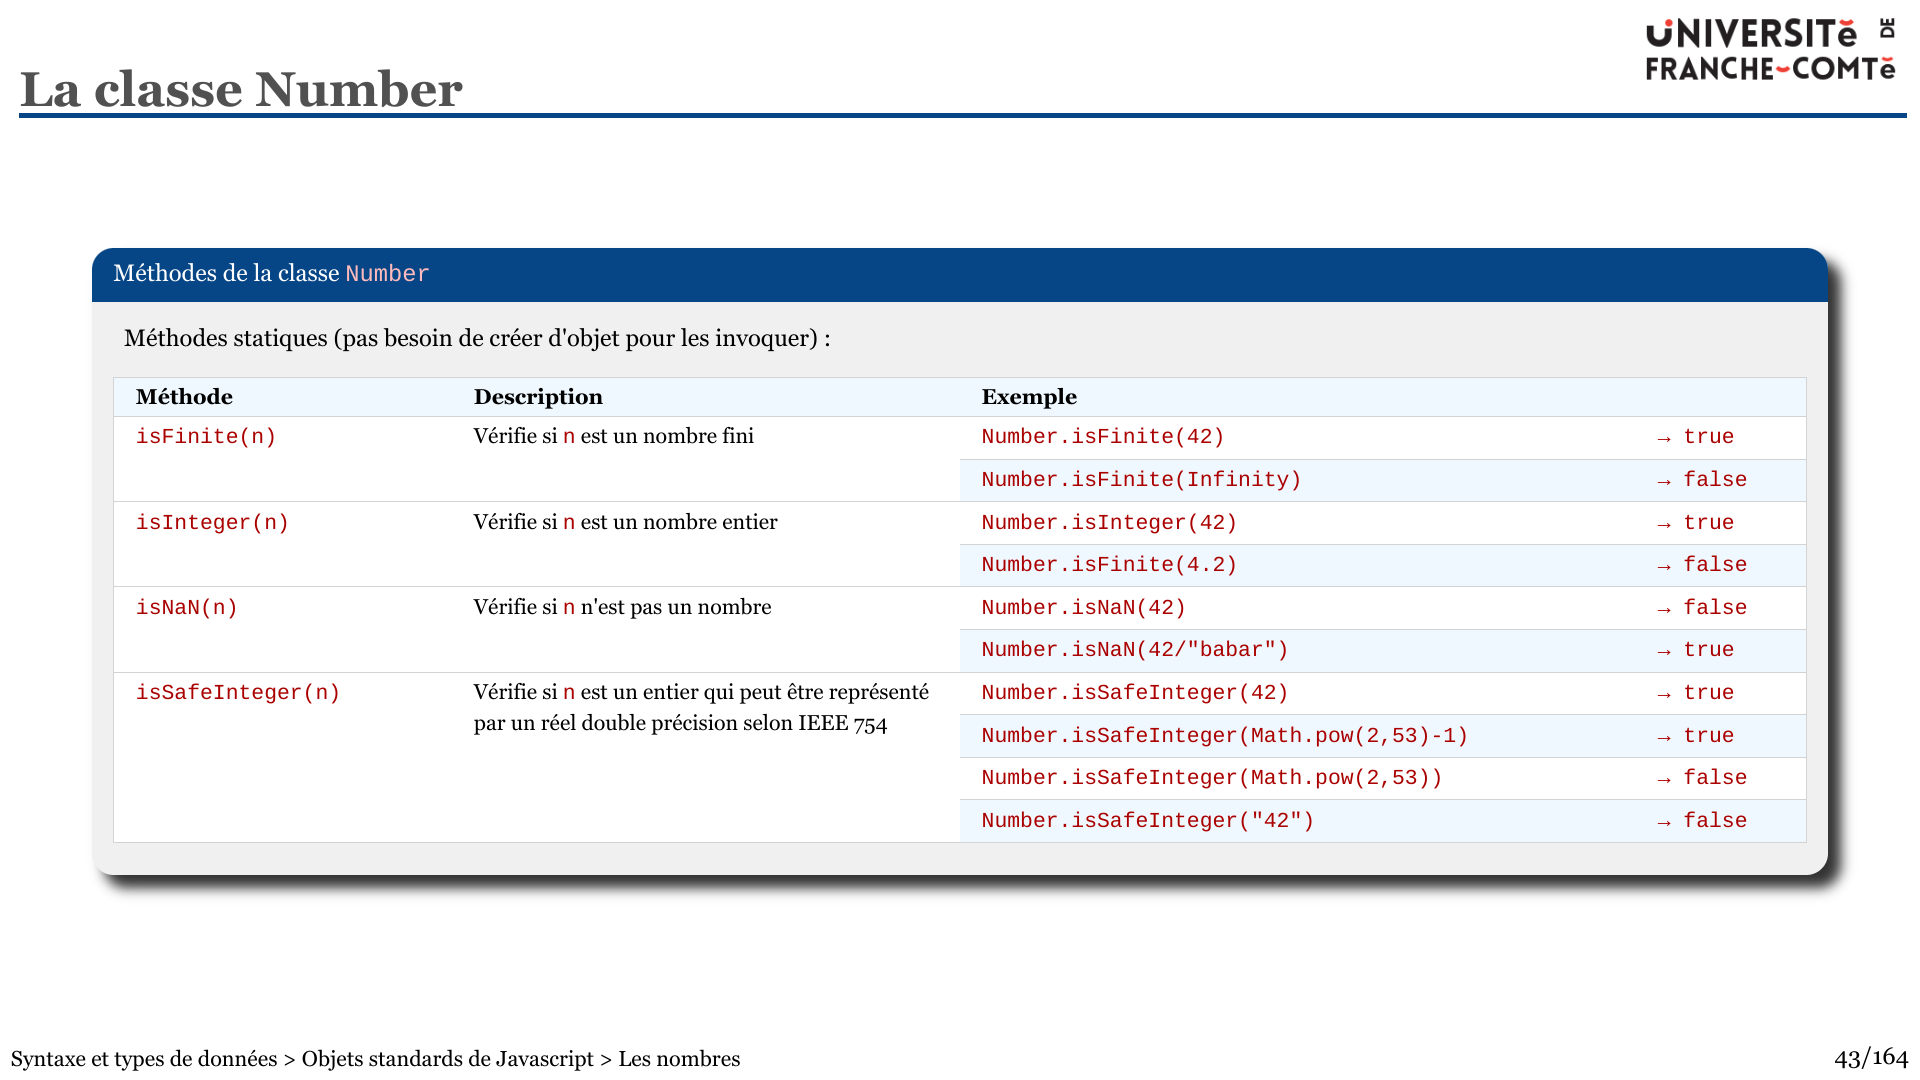 UNIVERSITÉ DE
FRANCHE-COMTÉ
La classe Number
Méthodes de la classe Number
Méthodes statiques (pas besoin de créer d'objet pour les invoquer) :
Méthode Description Exemple
isFinite(n) Vérifie si n est un nombre fini Number.isFinite(42) → true
Number.isFinite(Infinity) → false
isInteger(n) Vérifie si n est un nombre entier Number.isInteger(42) → true
Number.isFinite(4.2) → false
isNaN(n) Vérifie si n n'est pas un nombre Number.isNaN(42) → false
Number.isNaN(42/"babar") → true
isSafeInteger(n) Vérifie si n est un entier qui peut être représenté Number.isSafeInteger(42) → true
par un réel double précision selon IEEE 754
Number.isSafeInteger(Math.pow(2,53)-1) → true
Number.isSafeInteger(Math.pow(2,53)) → false
Number.isSafeInteger("42") → false
Syntaxe et types de données > Objets standards de Javascript > Les nombres
43/164